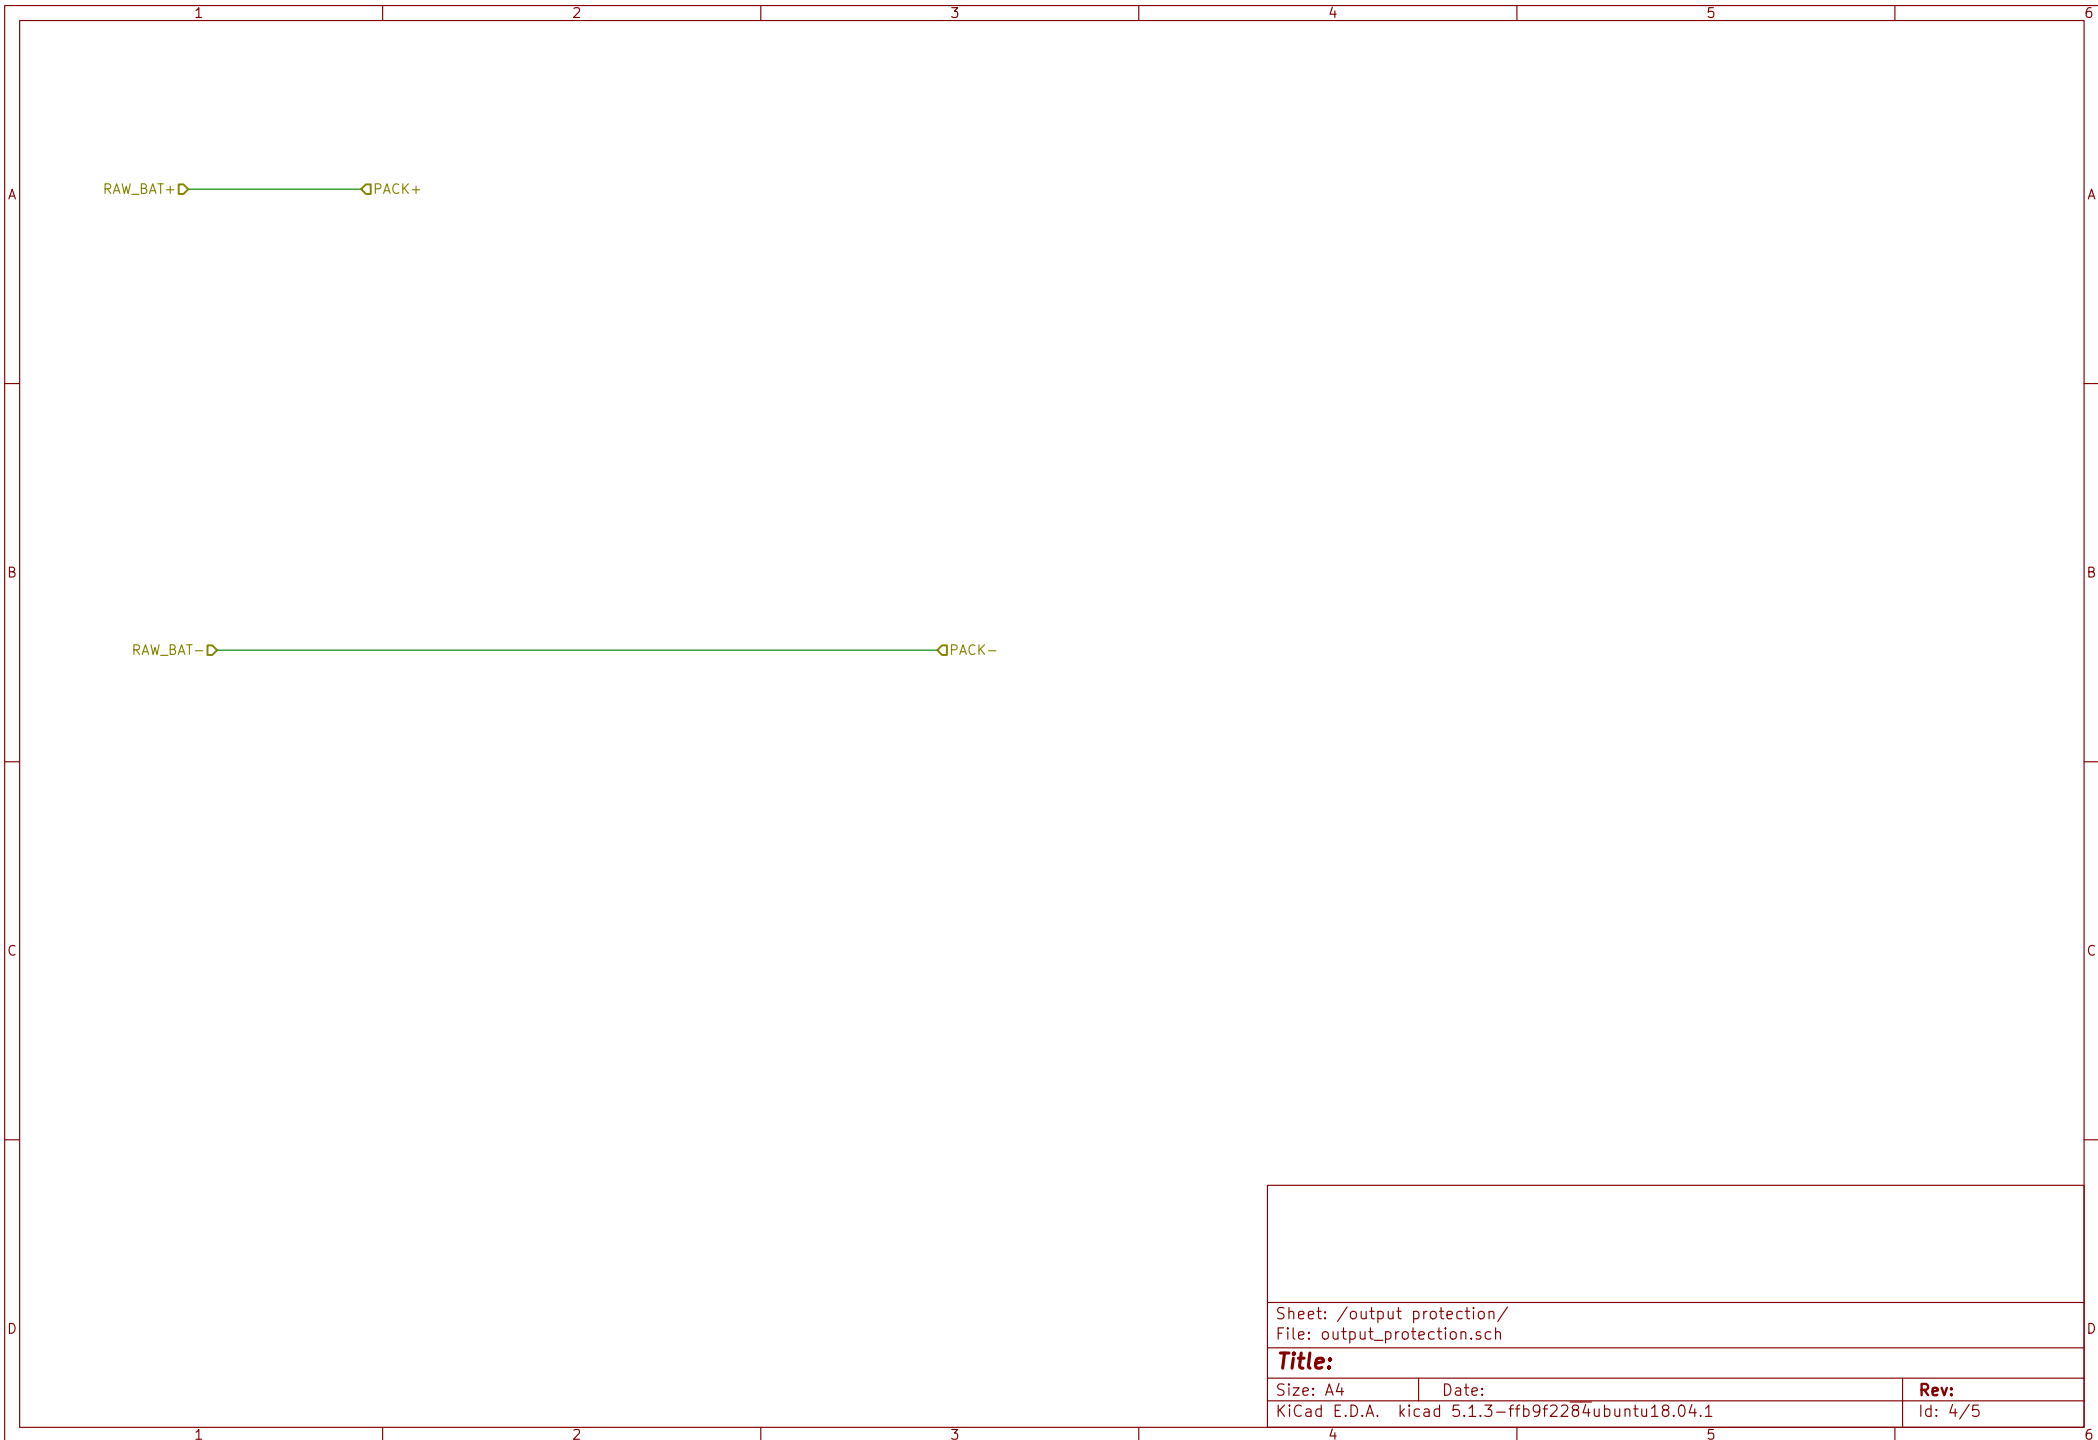 1 2 3 4 5 6
RAW_BAT+ PACK+
A A
B B
RAW_BAT- PACK-
C C
Sheet: /output protection/
File: output_protection.sch
D D
Title:
Size: A4 Date: Rev:
KiCad E.D.A. kicad 5.1.3-ffb9f2284ubuntu18.04.1 Id: 4/5
1 2 3 4 5 6